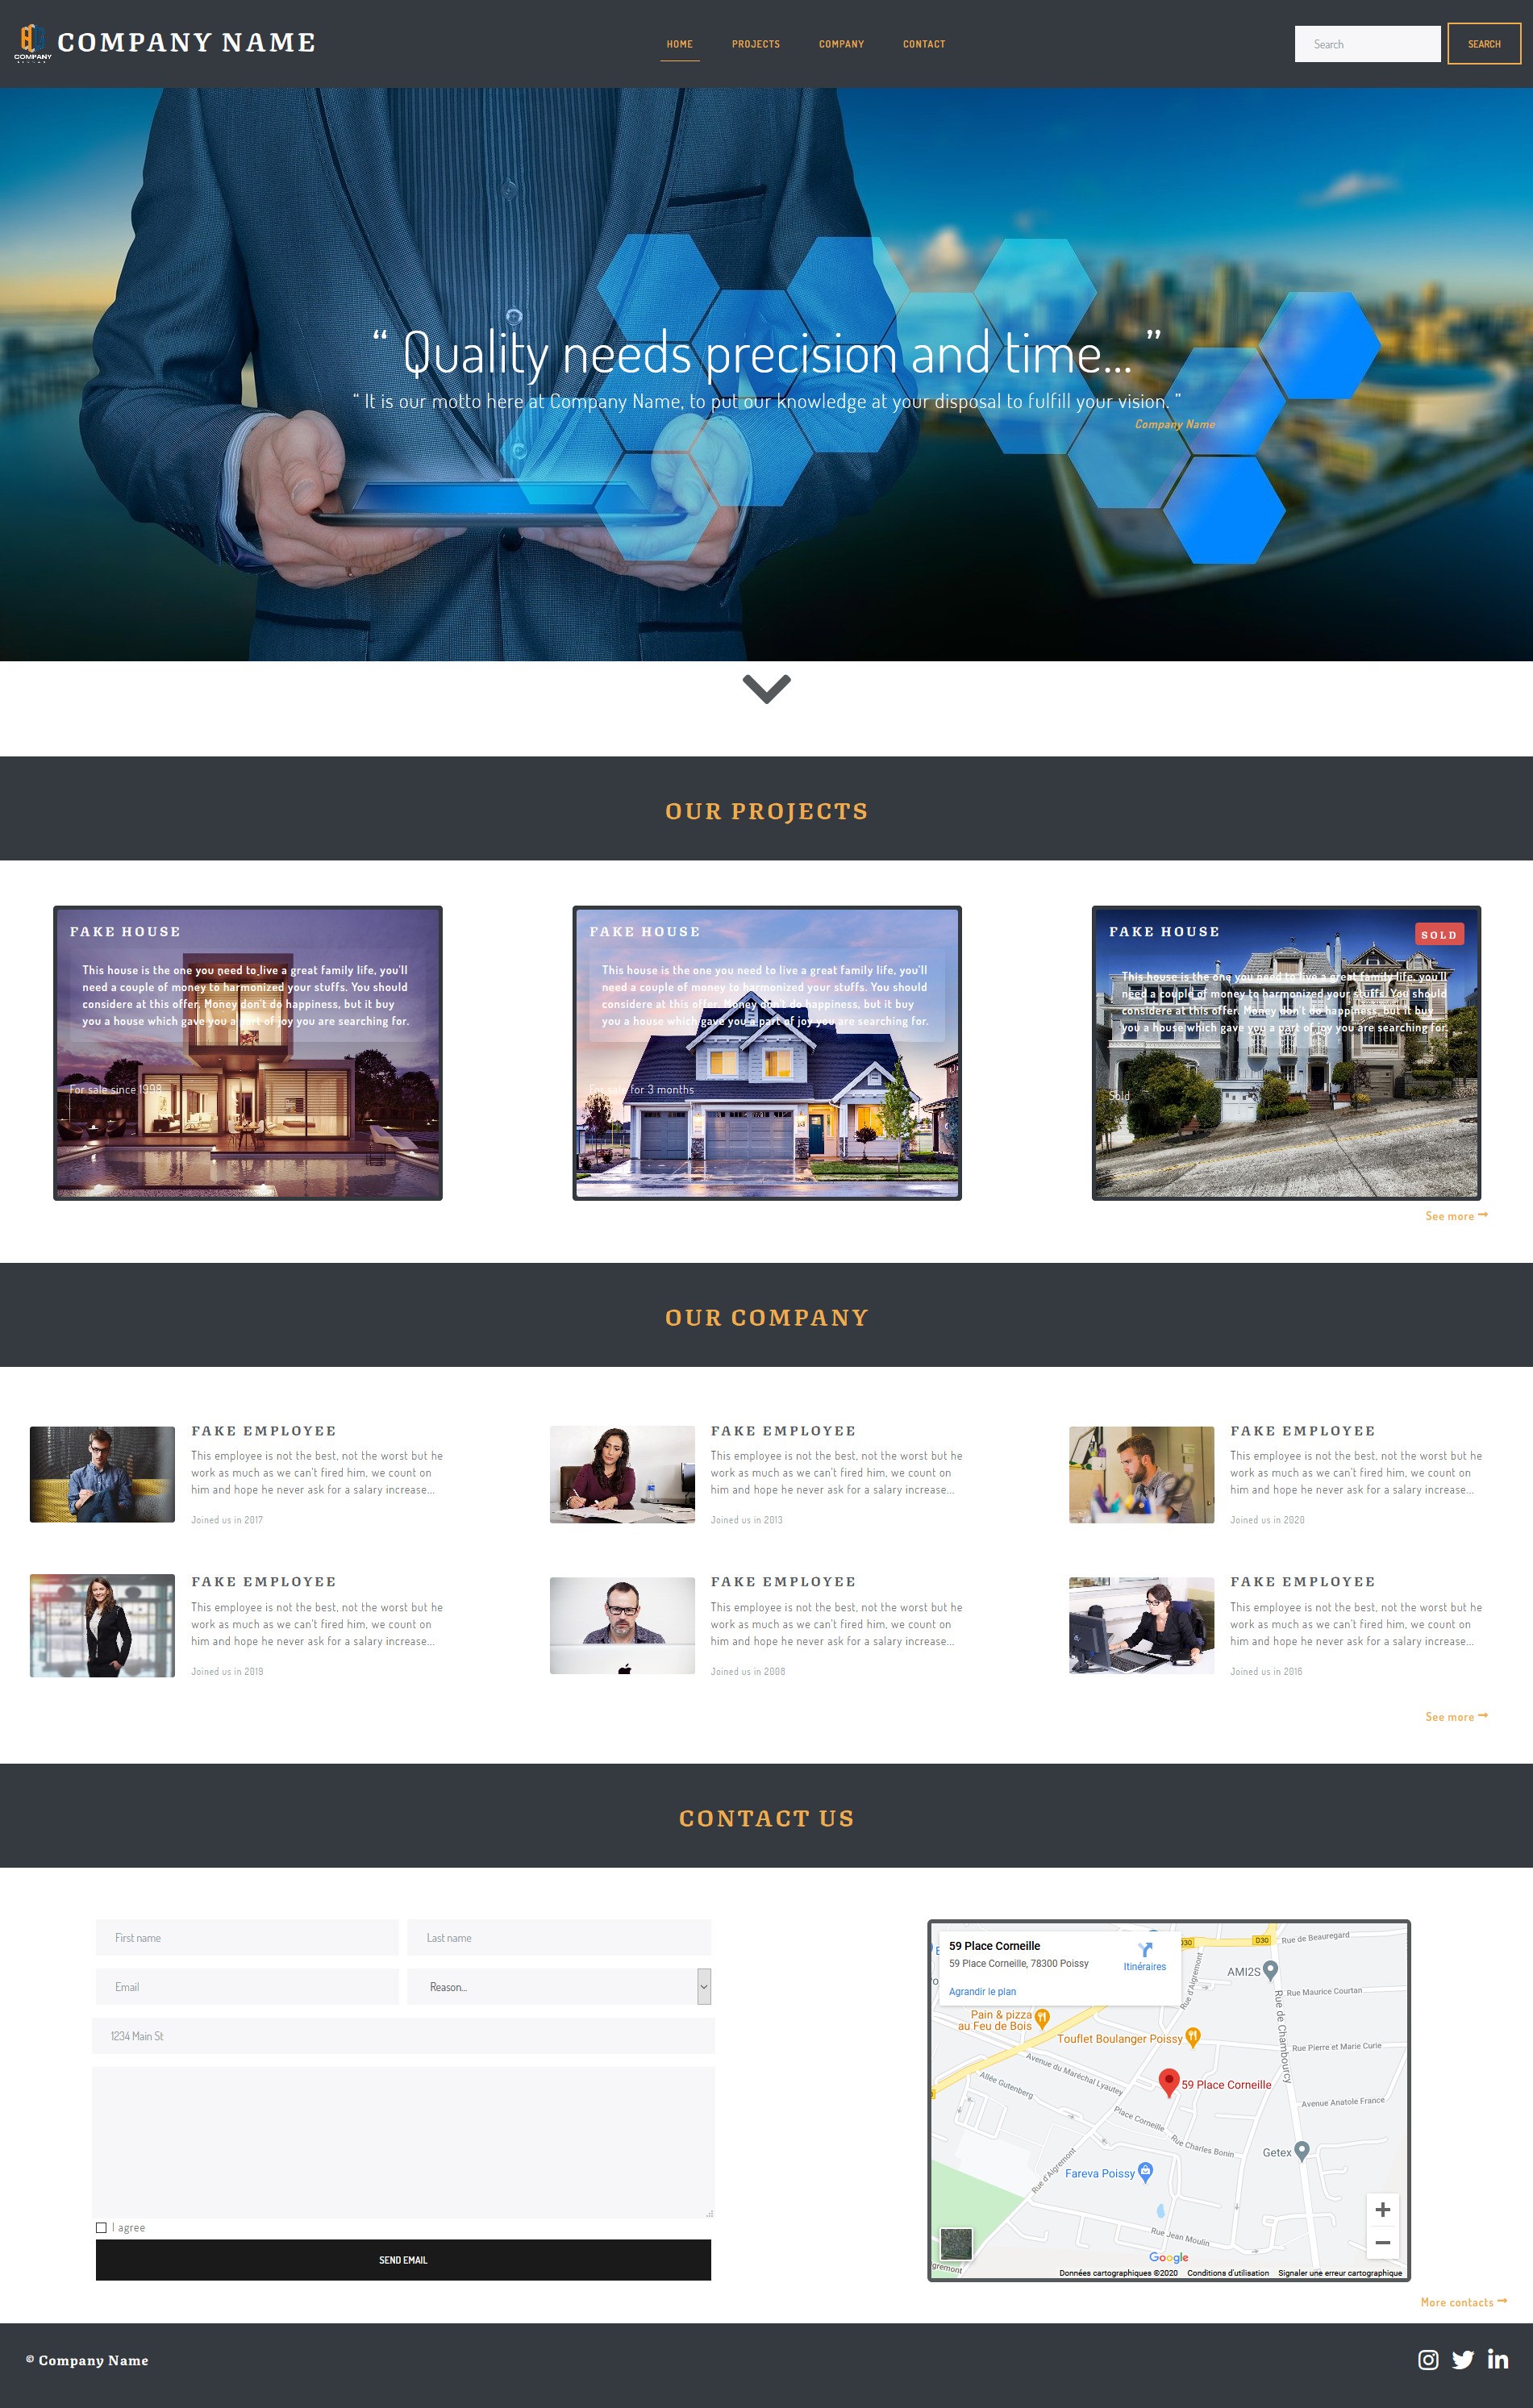 COMPANY
COMPANY NAME
HOME
PROJECTS
COMPANY
CONTACT
Search
SEARCH
“ Quality needs precision and time... ”
“ It is our motto here at Company Name, to put our knowledge at your disposal to fulfill your vision. ”
Company Name
OUR PROJECTS
FAKE HOUSE
This house is the one you need to live a great family life, you'll
need a couple of money to harmonized your stuffs. You should
considere at this offer. Money don't do happiness, but it buy
you a house which gave you a part of joy you are searching for.
For sale since 1998
FAKE HOUSE
This house is the one you need to live a great family life, you'll
need a couple of money to harmonized your stuffs. You should
considere at this offer. Money don't do happiness, but it buy
you a house which gave you a part of joy you are searching for.
For sale for 3 months
FAKE HOUSE
SOLD
This house is the one you need to live a great family life, you'll
need a couple of money to harmonized your stuffs. You should
considere at this offer. Money don't do happiness, but it buy
you a house which gave you a part of joy you are searching for.
Sold
See more
OUR COMPANY
FAKE EMPLOYEE
This employee is not the best, not the worst but he
work as much as we can't fired him, we count on
him and hope he never ask for a salary increase...
Joined us in 2017
FAKE EMPLOYEE
This employee is not the best, not the worst but he
work as much as we can't fired him, we count on
him and hope he never ask for a salary increase...
Joined us in 2013
FAKE EMPLOYEE
This employee is not the best, not the worst but he
work as much as we can't fired him, we count on
him and hope he never ask for a salary increase...
Joined us in 2020
FAKE EMPLOYEE
This employee is not the best, not the worst but he
work as much as we can't fired him, we count on
him and hope he never ask for a salary increase...
Joined us in 2019
FAKE EMPLOYEE
This employee is not the best, not the worst but he
work as much as we can't fired him, we count on
him and hope he never ask for a salary increase...
Joined us in 2008
FAKE EMPLOYEE
This employee is not the best, not the worst but he
work as much as we can't fired him, we count on
him and hope he never ask for a salary increase...
Joined us in 2016
See more
CONTACT US
First name
Last name
Email
Reason...
1234 Main St
I agree
SEND EMAIL
59 Place Corneille
59 Place Corneille, 78300 Poissy
Itinéraires
Agrandir le plan
D30
D30
Rue de Beauregard
AMI2S
Rue Maurice Courtan
Rue d'Aigremont
Rue de Chambourcy
Pain & pizza
au Feu de Bois
Touflet Boulanger Poissy
Rue Pierre et Marie Curie
Avenue du Maréchal Lyautey
Allée Gutenberg
59 Place Corneille
Avenue Anatole France
Place Corneille
Rue Charles Bonin
Getex
Rue d'Aigremont
Fareva Poissy
Rue Jean Moulin
Google
gremont
Données cartographiques ©2020
Conditions d'utilisation
Signaler une erreur cartographique
More contacts
© Company Name